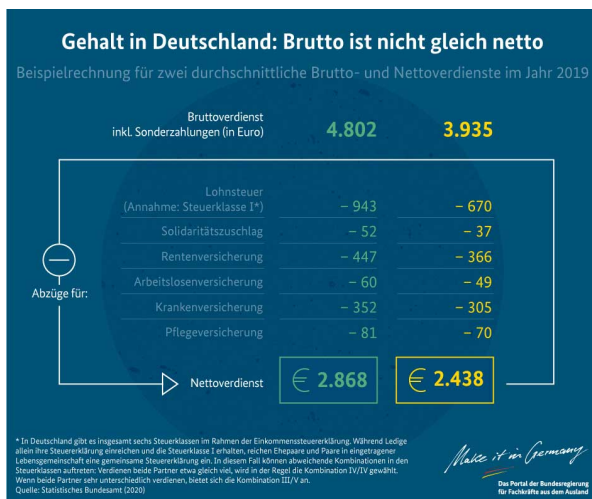 Gehalt in Deutschland: Brutto ist nicht gleich netto
Beispielrechnung für zwei durchschnittliche Brutto- und Nettoverdienste im Jahr 2019
Bruttoverdienst
inkl. Sonderzahlungen (in Euro) 4.802 3.935
Lohnsteuer
(Annahme: Steuerklasse I*) – 943 – 670
Solidaritätszuschlag – 52 – 37
Rentenversicherung – 447 – 366
Arbeitslosenversicherung – 60 – 49
Abzüge für:
Krankenversicherung – 352 – 305
Pflegeversicherung – 81 – 70
Nettoverdienst € 2.868 € 2.438
* In Deutschland gibt es insgesamt sechs Steuerklassen im Rahmen der Einkommenssteuererklärung. Während Ledige
allein ihre Steuererklärung einreichen und die Steuerklasse I erhalten, reichen Ehepaare und Paare in eingetragener
Lebensgemeinschaft eine gemeinsame Steuererklärung ein. In diesem Fall können abweichende Kombinationen in den
Steuerklassen auftreten: Verdienen beide Partner etwa gleich viel, wird in der Regel die Kombination IV/IV gewählt.
Wenn beide Partner sehr unterschiedlich verdienen, bietet sich die Kombination III/V an.
Quelle: Statistisches Bundesamt (2020)
Make it in Germany
Das Portal der Bundesregierung
für Fachkräfte aus dem Ausland